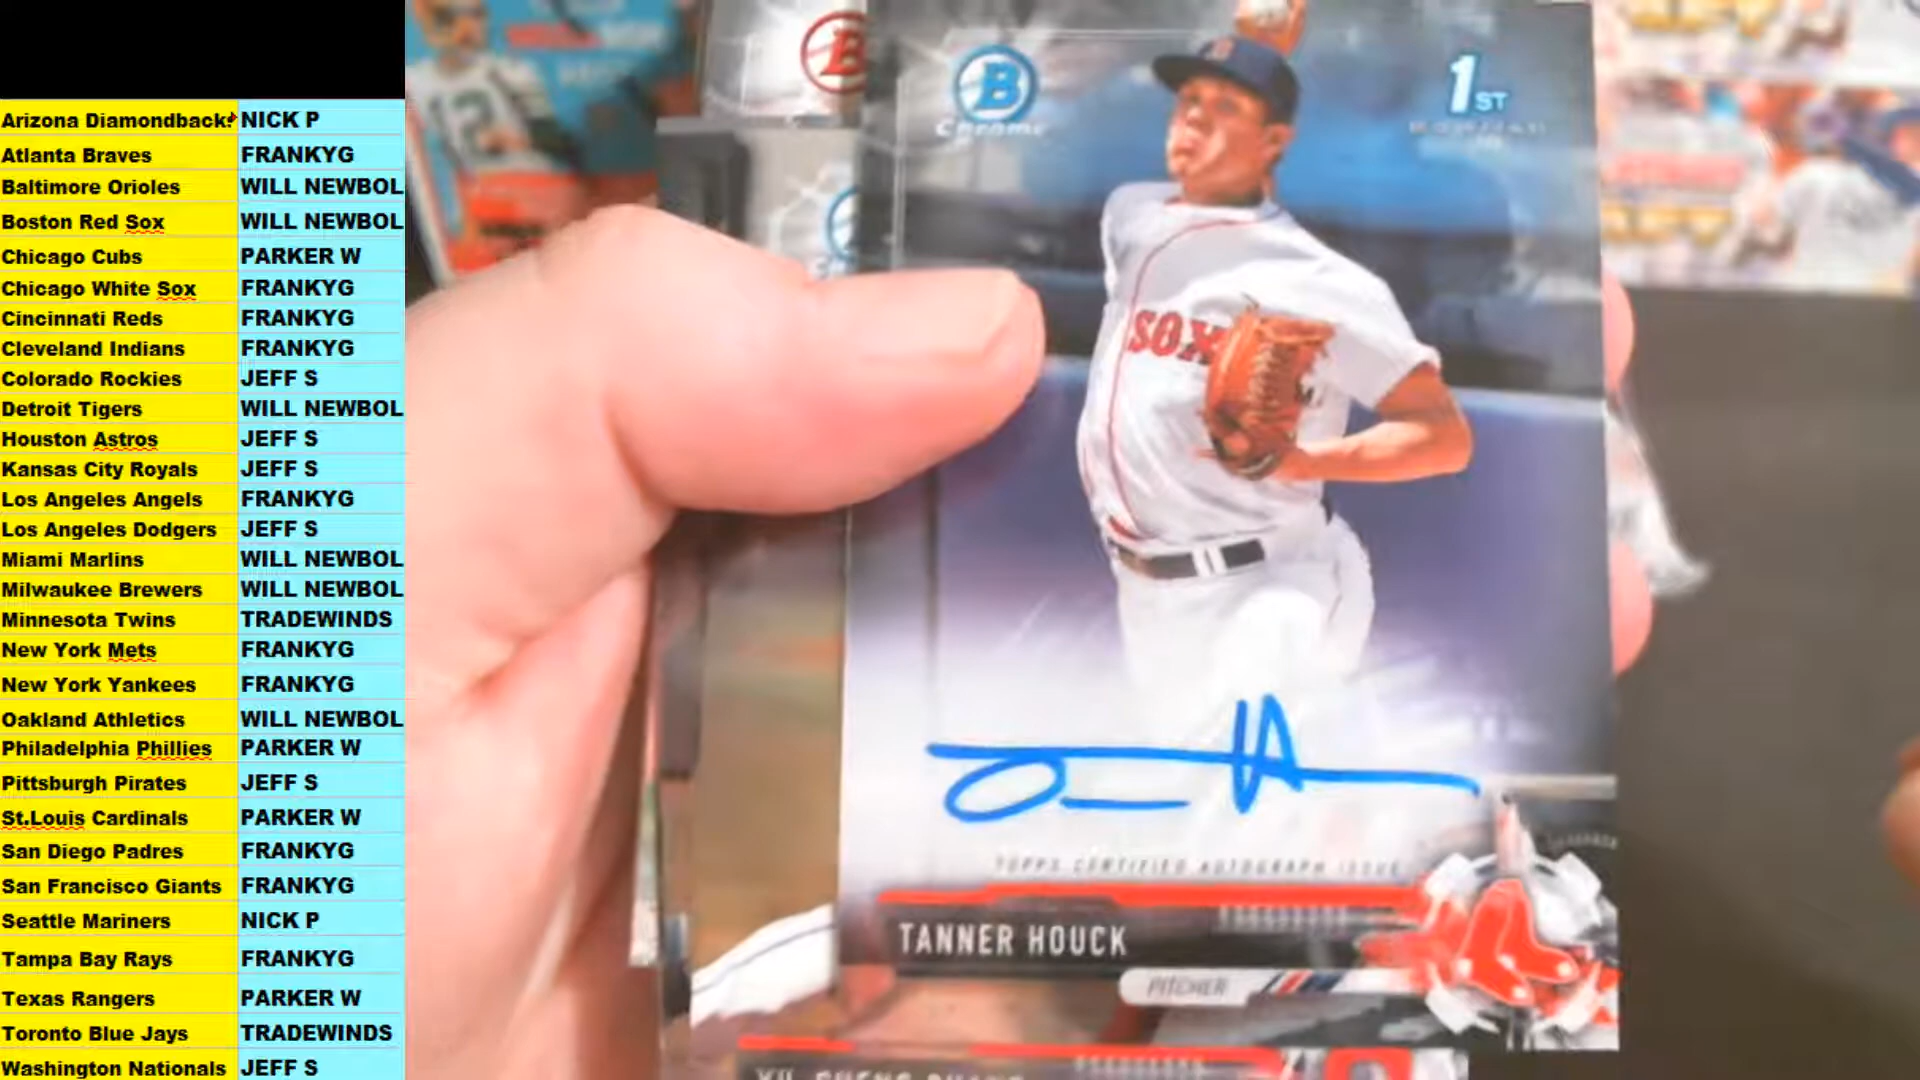 Arizona Diamondbacks NICK P
Atlanta Braves FRANKYG
Baltimore Orioles WILL NEWBOL
Boston Red Sox WILL NEWBOL
Chicago Cubs PARKER W
Chicago White Sox FRANKYG
Cincinnati Reds FRANKYG
Cleveland Indians FRANKYG
Colorado Rockies JEFF S
Detroit Tigers WILL NEWBOL
Houston Astros JEFF S
Kansas City Royals JEFF S
Los Angeles Angels FRANKYG
Los Angeles Dodgers JEFF S
Miami Marlins WILL NEWBOL
Milwaukee Brewers WILL NEWBOL
Minnesota Twins TRADEWINDS
New York Mets FRANKYG
New York Yankees FRANKYG
Oakland Athletics WILL NEWBOL
Philadelphia Phillies PARKER W
Pittsburgh Pirates JEFF S
St.Louis Cardinals PARKER W
San Diego Padres FRANKYG
San Francisco Giants FRANKYG
Seattle Mariners NICK P
Tampa Bay Rays FRANKYG
Texas Rangers PARKER W
Toronto Blue Jays TRADEWINDS
Washington Nationals JEFF S
12
B
B
Chrome
1ST
SOX
TOPPS CERTIFIED AUTOGRAPH ISSUE
TANNER HOUCK
PITCHER